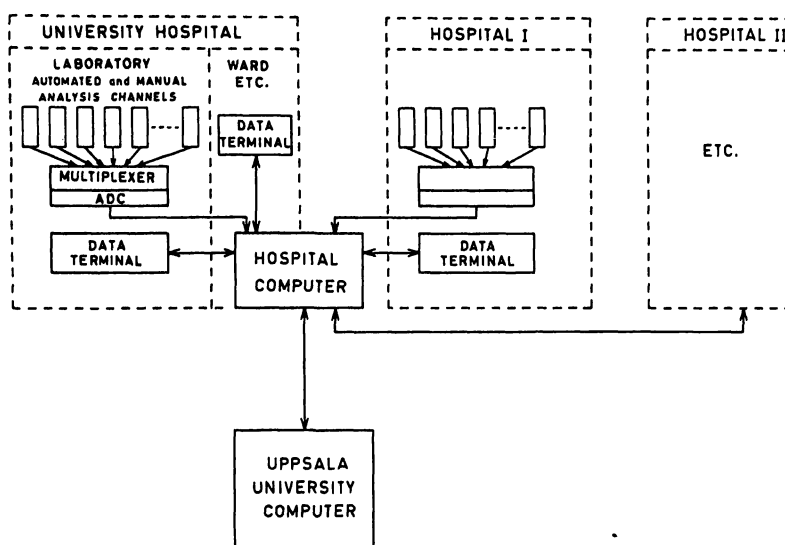 UNIVERSITY HOSPITAL
LABORATORY
AUTOMATED and MANUAL
ANALYSIS CHANNELS
MULTIPLEXER
ADC
DATA
TERMINAL
WARD
ETC.
DATA
TERMINAL
HOSPITAL
COMPUTER
HOSPITAL I
DATA
TERMINAL
HOSPITAL II
ETC.
UPPSALA
UNIVERSITY
COMPUTER